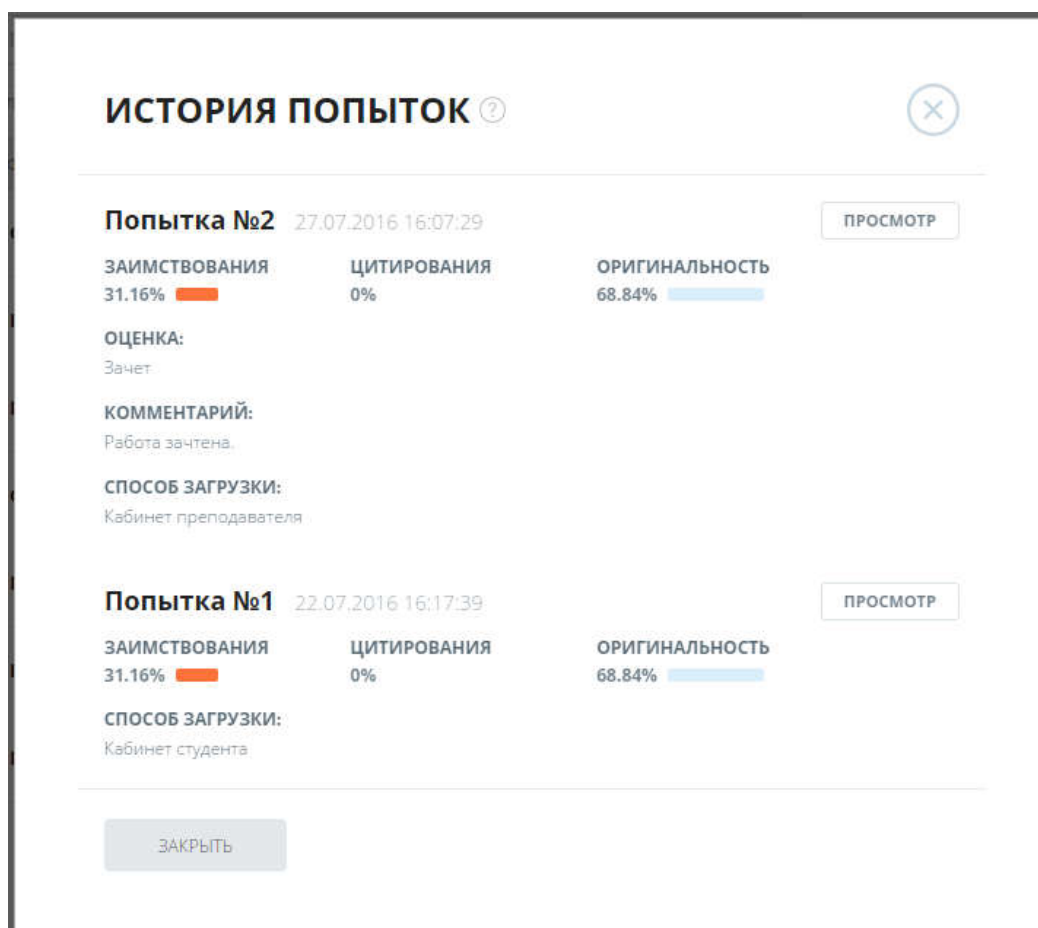 ИСТОРИЯ ПОПЫТОК ?
Попытка №2 27.07.2016 16:07:29 ПРОСМОТР
ЗАИМСТВОВАНИЯ ЦИТИРОВАНИЯ ОРИГИНАЛЬНОСТЬ
31.16% 0% 68.84%
ОЦЕНКА:
Зачет
КОММЕНТАРИЙ:
Работа зачтена.
СПОСОБ ЗАГРУЗКИ:
Кабинет преподавателя
Попытка №1 22.07.2016 16:17:39 ПРОСМОТР
ЗАИМСТВОВАНИЯ ЦИТИРОВАНИЯ ОРИГИНАЛЬНОСТЬ
31.16% 0% 68.84%
СПОСОБ ЗАГРУЗКИ:
Кабинет студента
ЗАКРЫТЬ